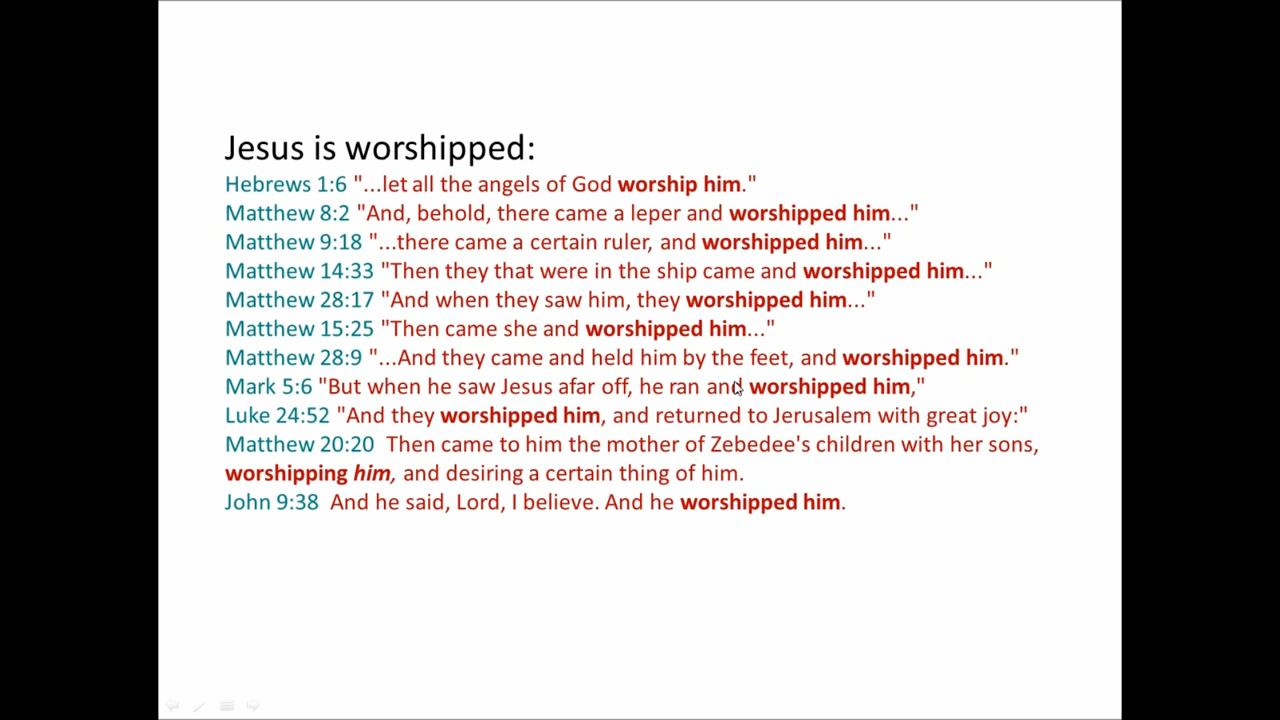 Jesus is worshipped:
Hebrews 1:6 "...let all the angels of God worship him."
Matthew 8:2 "And, behold, there came a leper and worshipped him..."
Matthew 9:18 "...there came a certain ruler, and worshipped him..."
Matthew 14:33 "Then they that were in the ship came and worshipped him..."
Matthew 28:17 "And when they saw him, they worshipped him..."
Matthew 15:25 "Then came she and worshipped him..."
Matthew 28:9 "...And they came and held him by the feet, and worshipped him."
Mark 5:6 "But when he saw Jesus afar off, he ran and worshipped him,"
Luke 24:52 "And they worshipped him, and returned to Jerusalem with great joy:"
Matthew 20:20  Then came to him the mother of Zebedee's children with her sons,
worshipping him, and desiring a certain thing of him.
John 9:38  And he said, Lord, I believe. And he worshipped him.